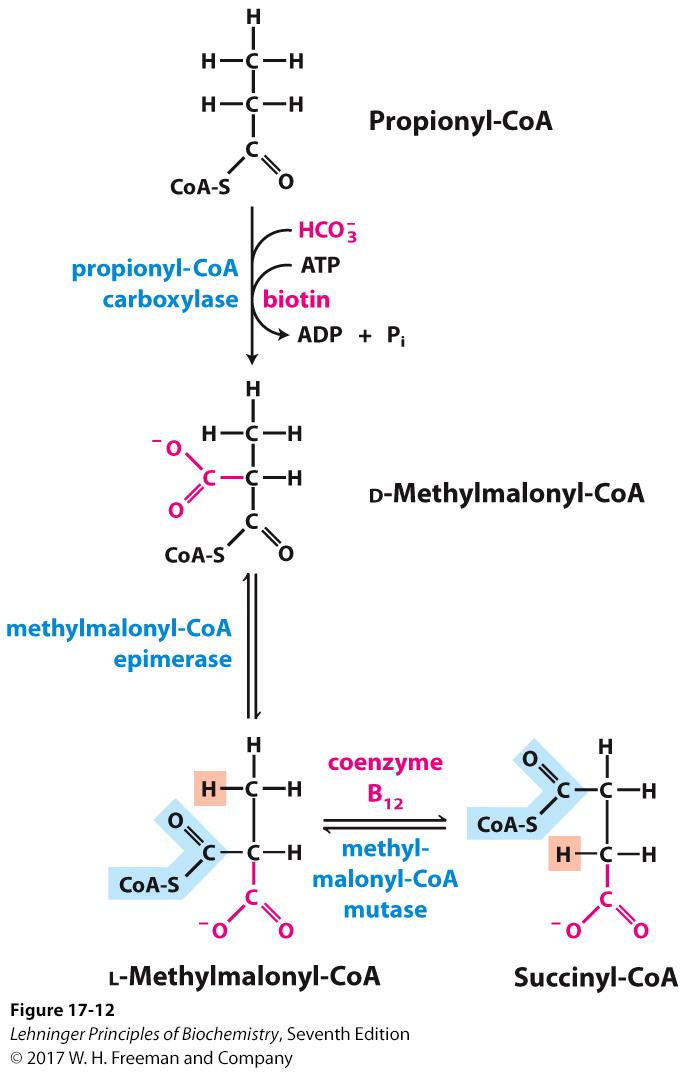 H
H—C—H
H—C—H
Propionyl-CoA
C
CoA-S O
HCO₃⁻
propionyl-CoA ATP
carboxylase biotin
ADP + Pᵢ
H
H—C—H
⁻O
C—C—H
D-Methylmalonyl-CoA
O
C
CoA-S O
methylmalonyl-CoA
epimerase
H
H—C—H
O
C—C—H
CoA-S
C
⁻O O
L-Methylmalonyl-CoA
coenzyme
B₁₂
methyl-
malonyl-CoA
mutase
H
O
C—C—H
CoA-S
H—C—H
C
⁻O O
Succinyl-CoA
Figure 17-12
Lehninger Principles of Biochemistry, Seventh Edition
© 2017 W. H. Freeman and Company